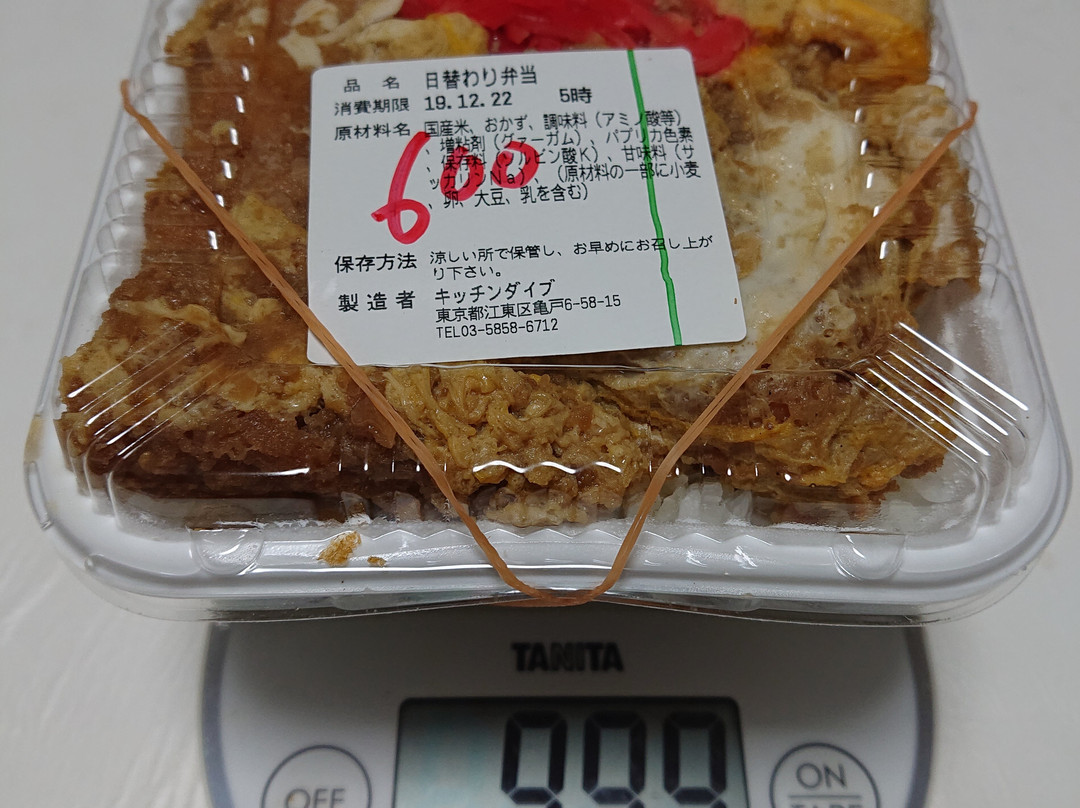 品名 日替わり弁当
消費期限 19.12.22 5時
原材料名 国産米、おかず、調味料(アミノ酸等)
、増粘剤(グァーガム)、パプリカ色素
、保存料(ソルビン酸K)、甘味料(サ
ッカリンNa)、(原材料の一部に小麦
、卵、大豆、乳を含む)
600
保存方法 涼しい所で保管し、お早めにお召し上が
り下さい。
製造者 キッチンダイブ
東京都江東区亀戸6-58-15
TEL03-5858-6712
TANITA
OFF
ON